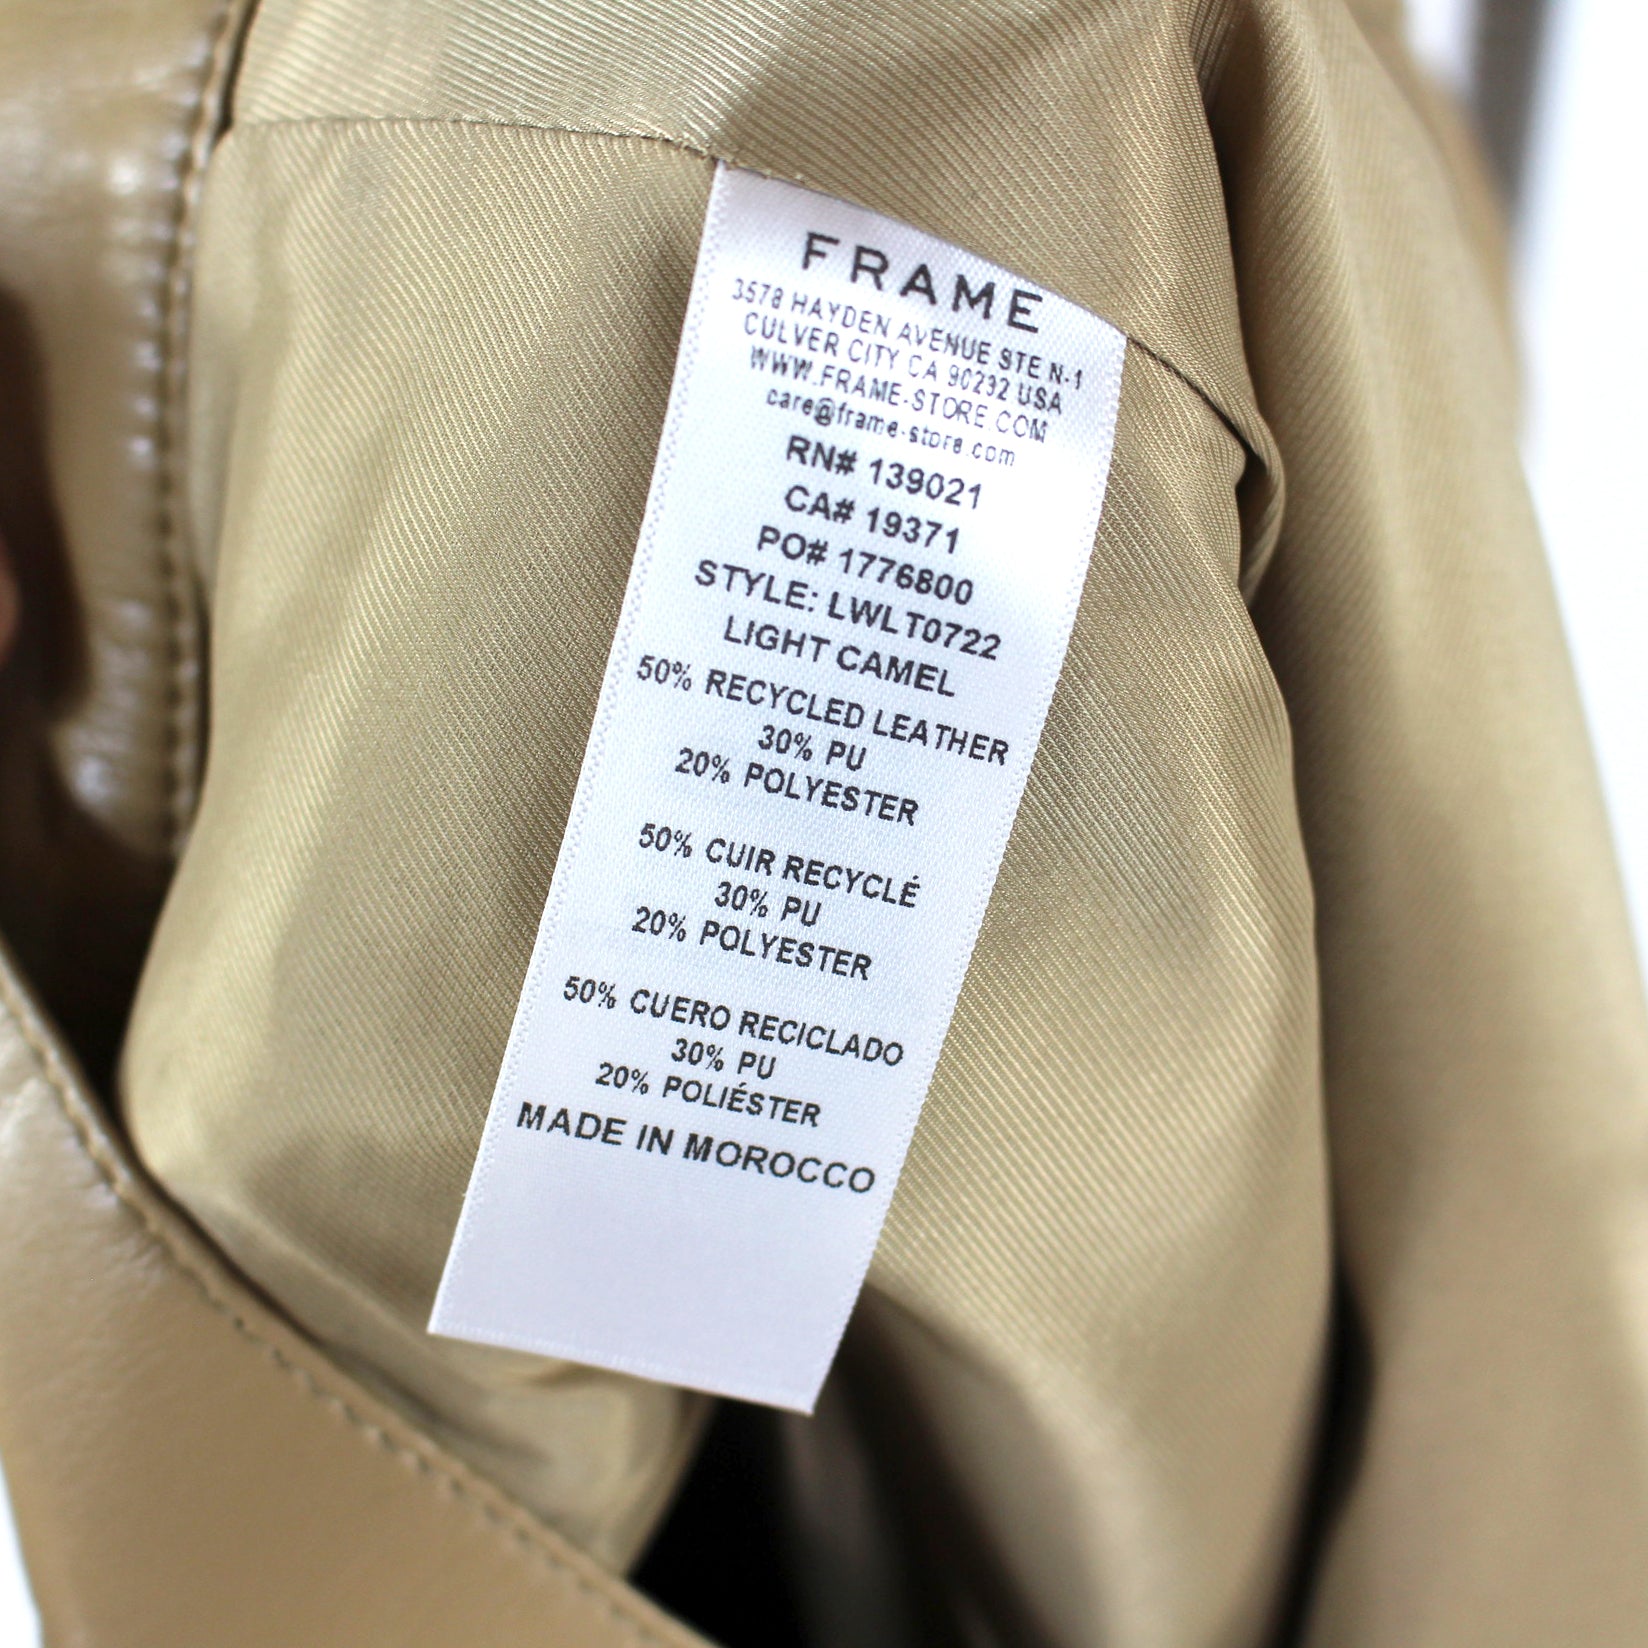 FRAME
3578 HAYDEN AVENUE STE N-1
CULVER CITY CA 90232 USA
WWW.FRAME-STORE.COM
care@frame-store.com
RN# 139021
CA# 19371
PO# 1776800
STYLE: LWLT0722
LIGHT CAMEL
50% RECYCLED LEATHER
30% PU
20% POLYESTER
50% CUIR RECYCLÉ
30% PU
20% POLYESTER
50% CUERO RECICLADO
30% PU
20% POLIÉSTER
MADE IN MOROCCO